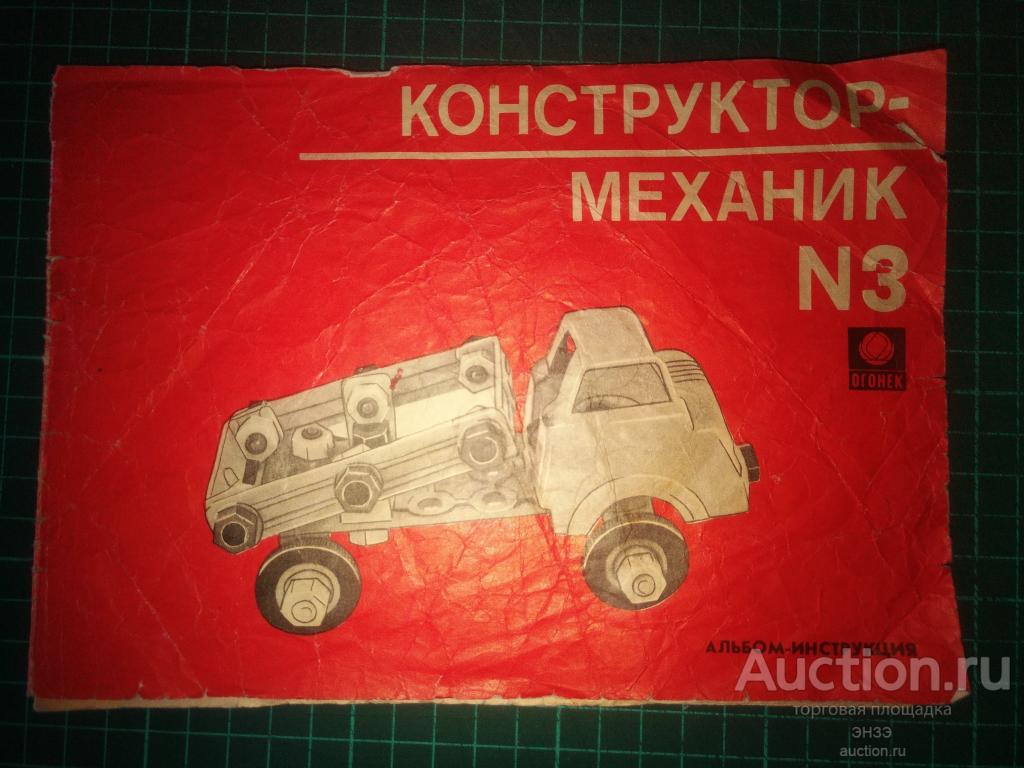 КОНСТРУКТОР-
МЕХАНИК
N3
ОГОНЕК
АЛЬБОМ-ИНСТРУКЦИЯ
Auction.ru
торговая площадка
ЭНЗЭ
auction.ru